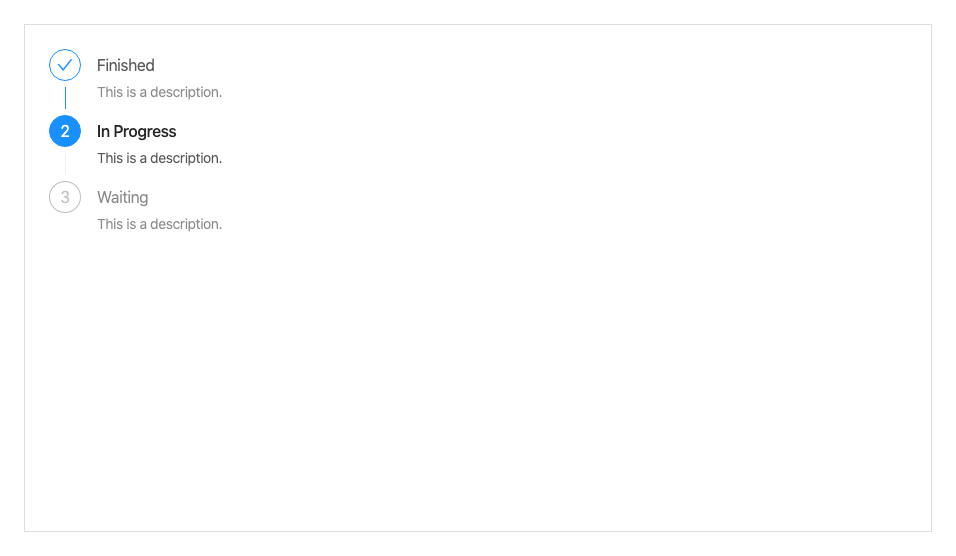 Finished
This is a description.
2
In Progress
This is a description.
3
Waiting
This is a description.